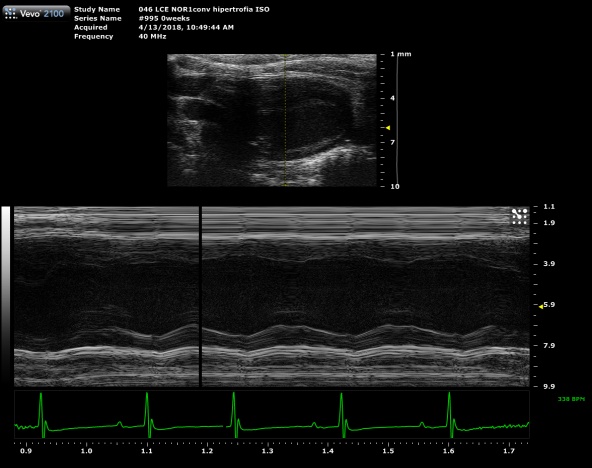 Vevo 2100
Study Name 046 LCE NOR1conv hipertrofia ISO
Series Name #995 0weeks
Acquired 4/13/2018, 10:49:44 AM
Frequency 40 MHz
1 mm
4
7
10
1.1
1.9
3.9
5.9
7.9
9.9
338 BPM
0.9 1.0 1.1 1.2 1.3 1.4 1.5 1.6 1.7